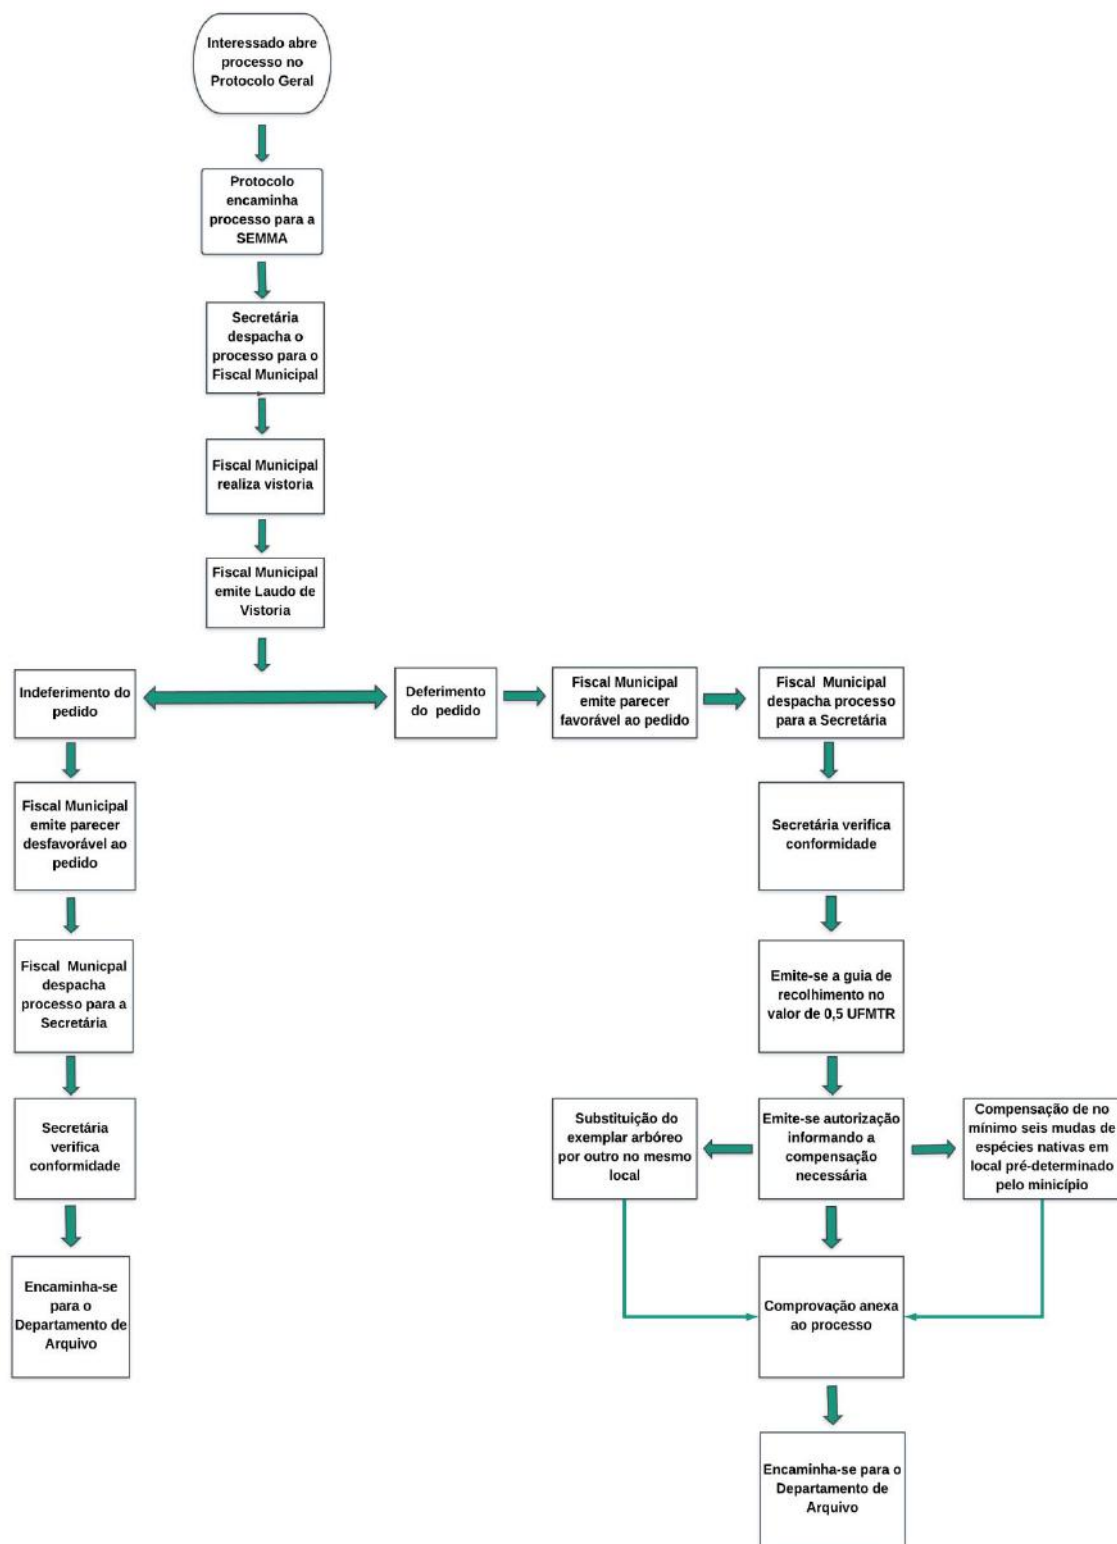 Interessado abre
processo no
Protocolo Geral
Protocolo
encaminha
processo para a
SEMMA
Secretária
despacha o
processo para o
Fiscal Municipal
Fiscal Municipal
realiza vistoria
Fiscal Municipal
emite Laudo de
Vistoria
Indeferimento do
pedido
Deferimento
do pedido
Fiscal Municipal
emite parecer
favorável ao pedido
Fiscal Municipal
despacha processo
para a Secretária
Fiscal Municipal
emite parecer
desfavorável ao
pedido
Secretária verifica
conformidade
Fiscal Municpal
despacha
processo para a
Secretária
Emite-se a guia de
recolhimento no
valor de 0,5 UFMTR
Secretária
verifica
conformidade
Substituição do
exemplar arbóreo
por outro no mesmo
local
Emite-se autorização
informando a
compensação
necessária
Compensação de no
mínimo seis mudas de
espécies nativas em
local pré-determinado
pelo minicípio
Encaminha-se
para o
Departamento de
Arquivo
Comprovação anexa
ao processo
Encaminha-se para o
Departamento de
Arquivo